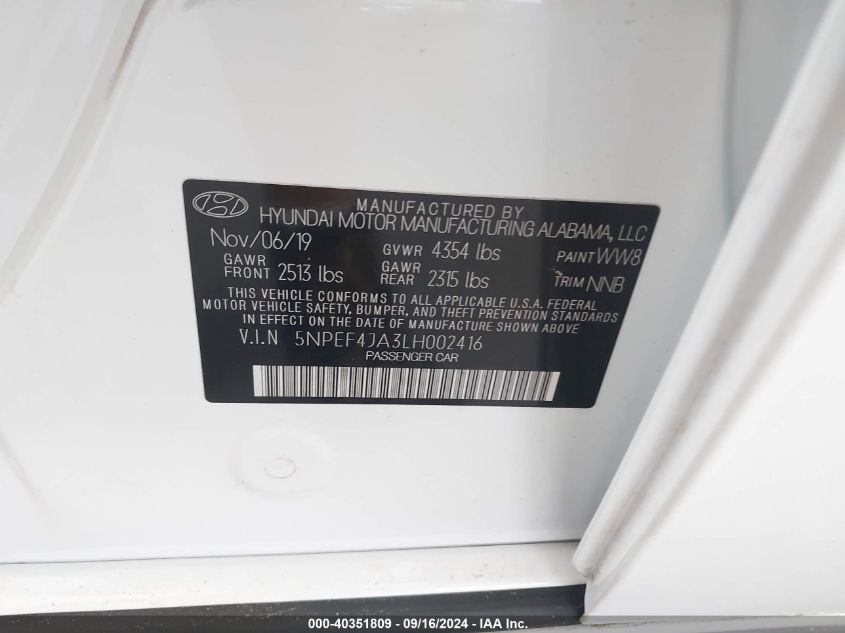 MANUFACTURED BY
HYUNDAI MOTOR MANUFACTURING ALABAMA, LLC
Nov/06/19 GVWR 4354 lbs PAINT WW8
GAWR FRONT 2513 lbs GAWR REAR 2315 lbs TRIM NNB
THIS VEHICLE CONFORMS TO ALL APPLICABLE U.S.A. FEDERAL
MOTOR VEHICLE SAFETY, BUMPER, AND THEFT PREVENTION STANDARDS
IN EFFECT ON THE DATE OF MANUFACTURE SHOWN ABOVE
V.I.N 5NPEF4JA3LH002416
PASSENGER CAR
000-40351809 - 09/16/2024 - IAA Inc.